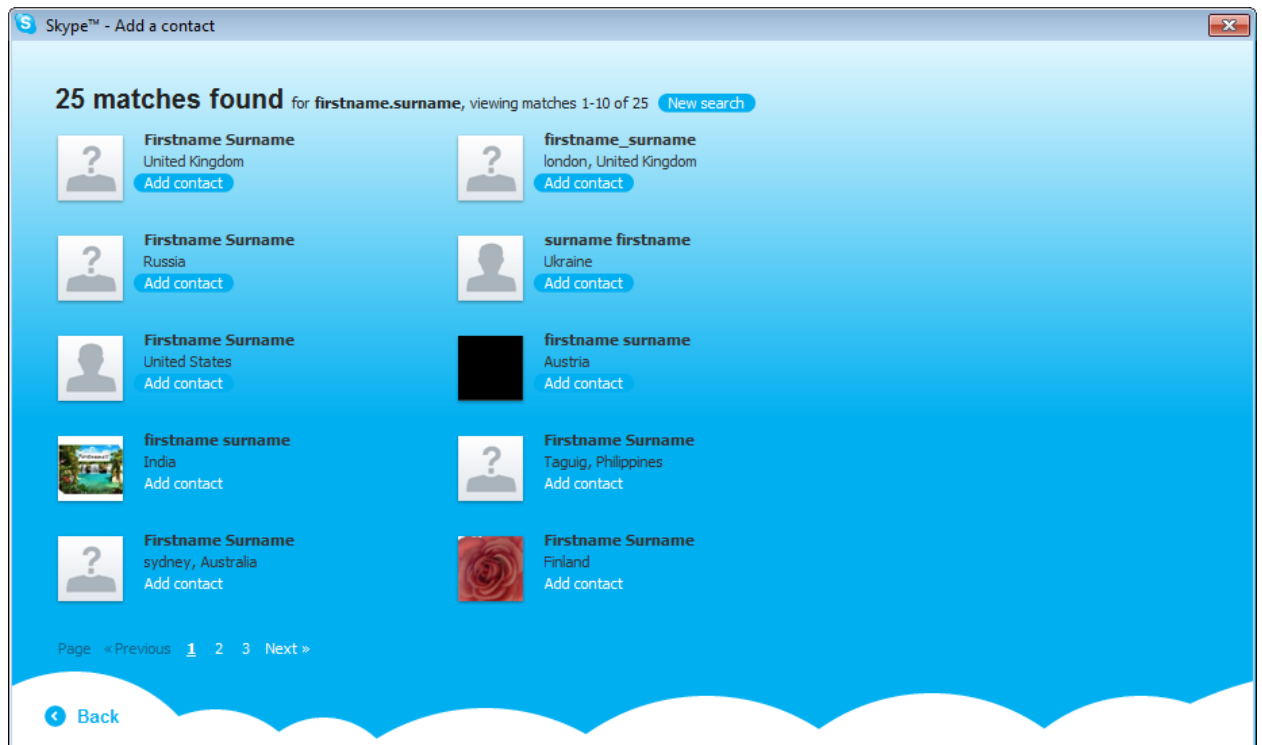 Skype™ - Add a contact
25 matches found for firstname.surname, viewing matches 1-10 of 25 New search
Firstname Surname
United Kingdom
Add contact
firstname_surname
london, United Kingdom
Add contact
Firstname Surname
Russia
Add contact
surname firstname
Ukraine
Add contact
Firstname Surname
United States
Add contact
firstname surname
Austria
Add contact
firstname surname
India
Add contact
Firstname Surname
Taguig, Philippines
Add contact
Firstname Surname
sydney, Australia
Add contact
Firstname Surname
Finland
Add contact
Page « Previous 1 2 3 Next »
Back